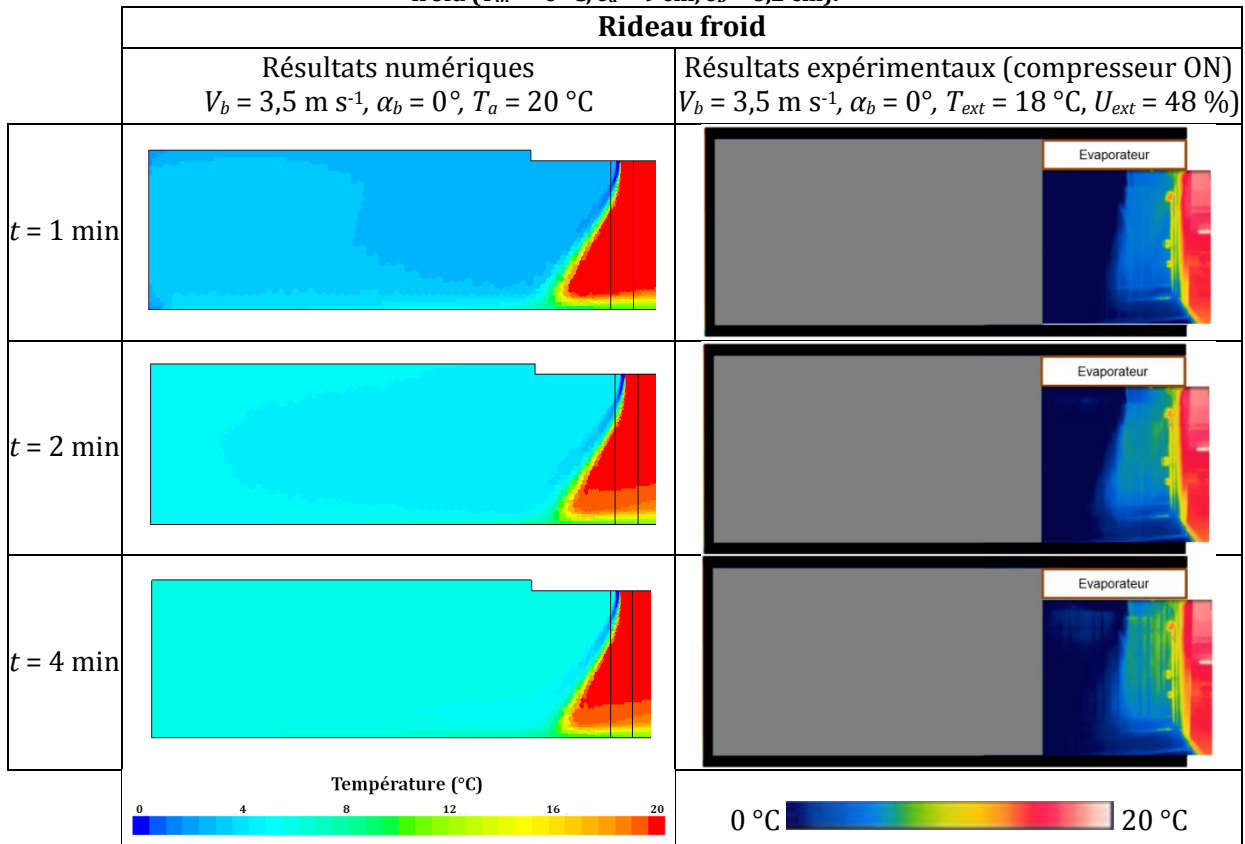 Rideau froid
Résultats numériques
V_b = 3,5 m s⁻¹, α_b = 0°, T_a = 20 °C
Résultats expérimentaux (compresseur ON)
V_b = 3,5 m s⁻¹, α_b = 0°, T_ext = 18 °C, U_ext = 48 %)
t = 1 min
Evaporateur
t = 2 min
Evaporateur
t = 4 min
Evaporateur
Température (°C)
0 4 8 12 16 20
0 °C 20 °C